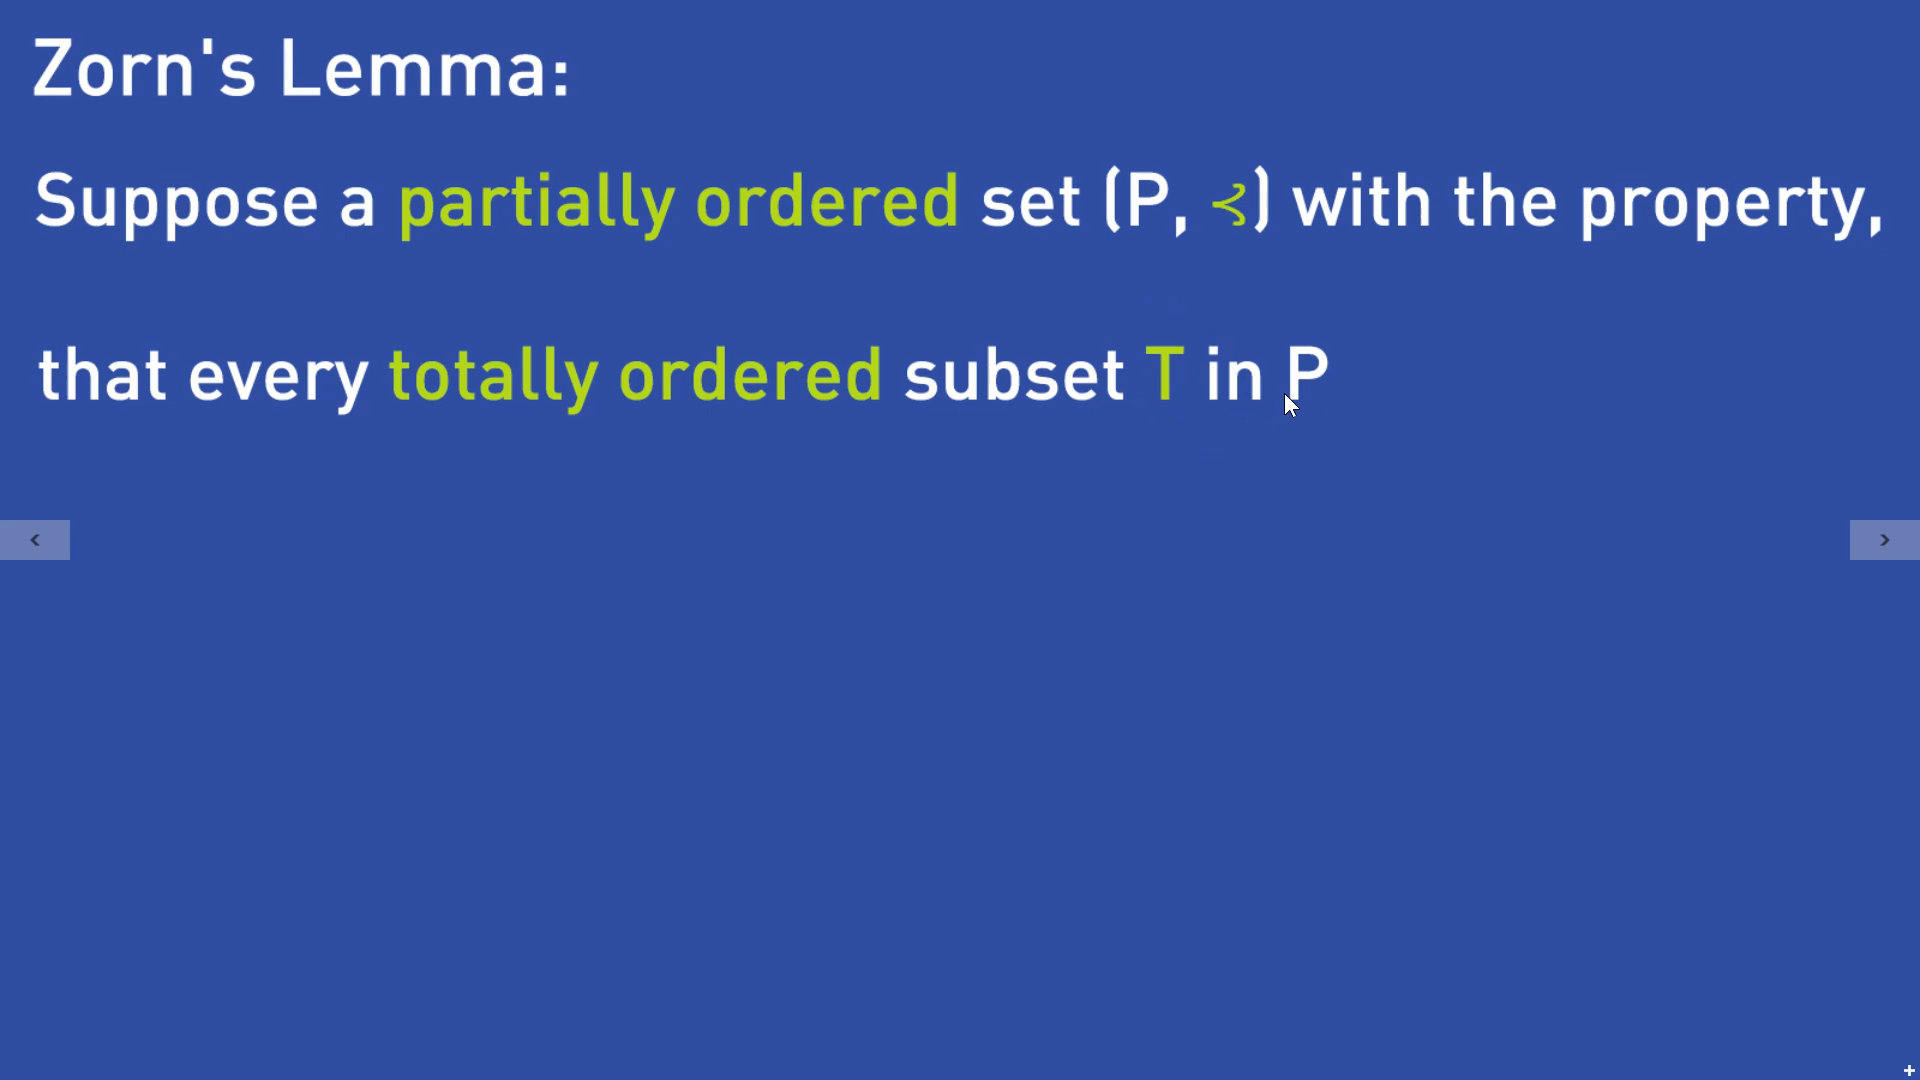 Zorn's Lemma:
Suppose a partially ordered set (P, ⊰) with the property,
that every totally ordered subset T in P
<
>
+